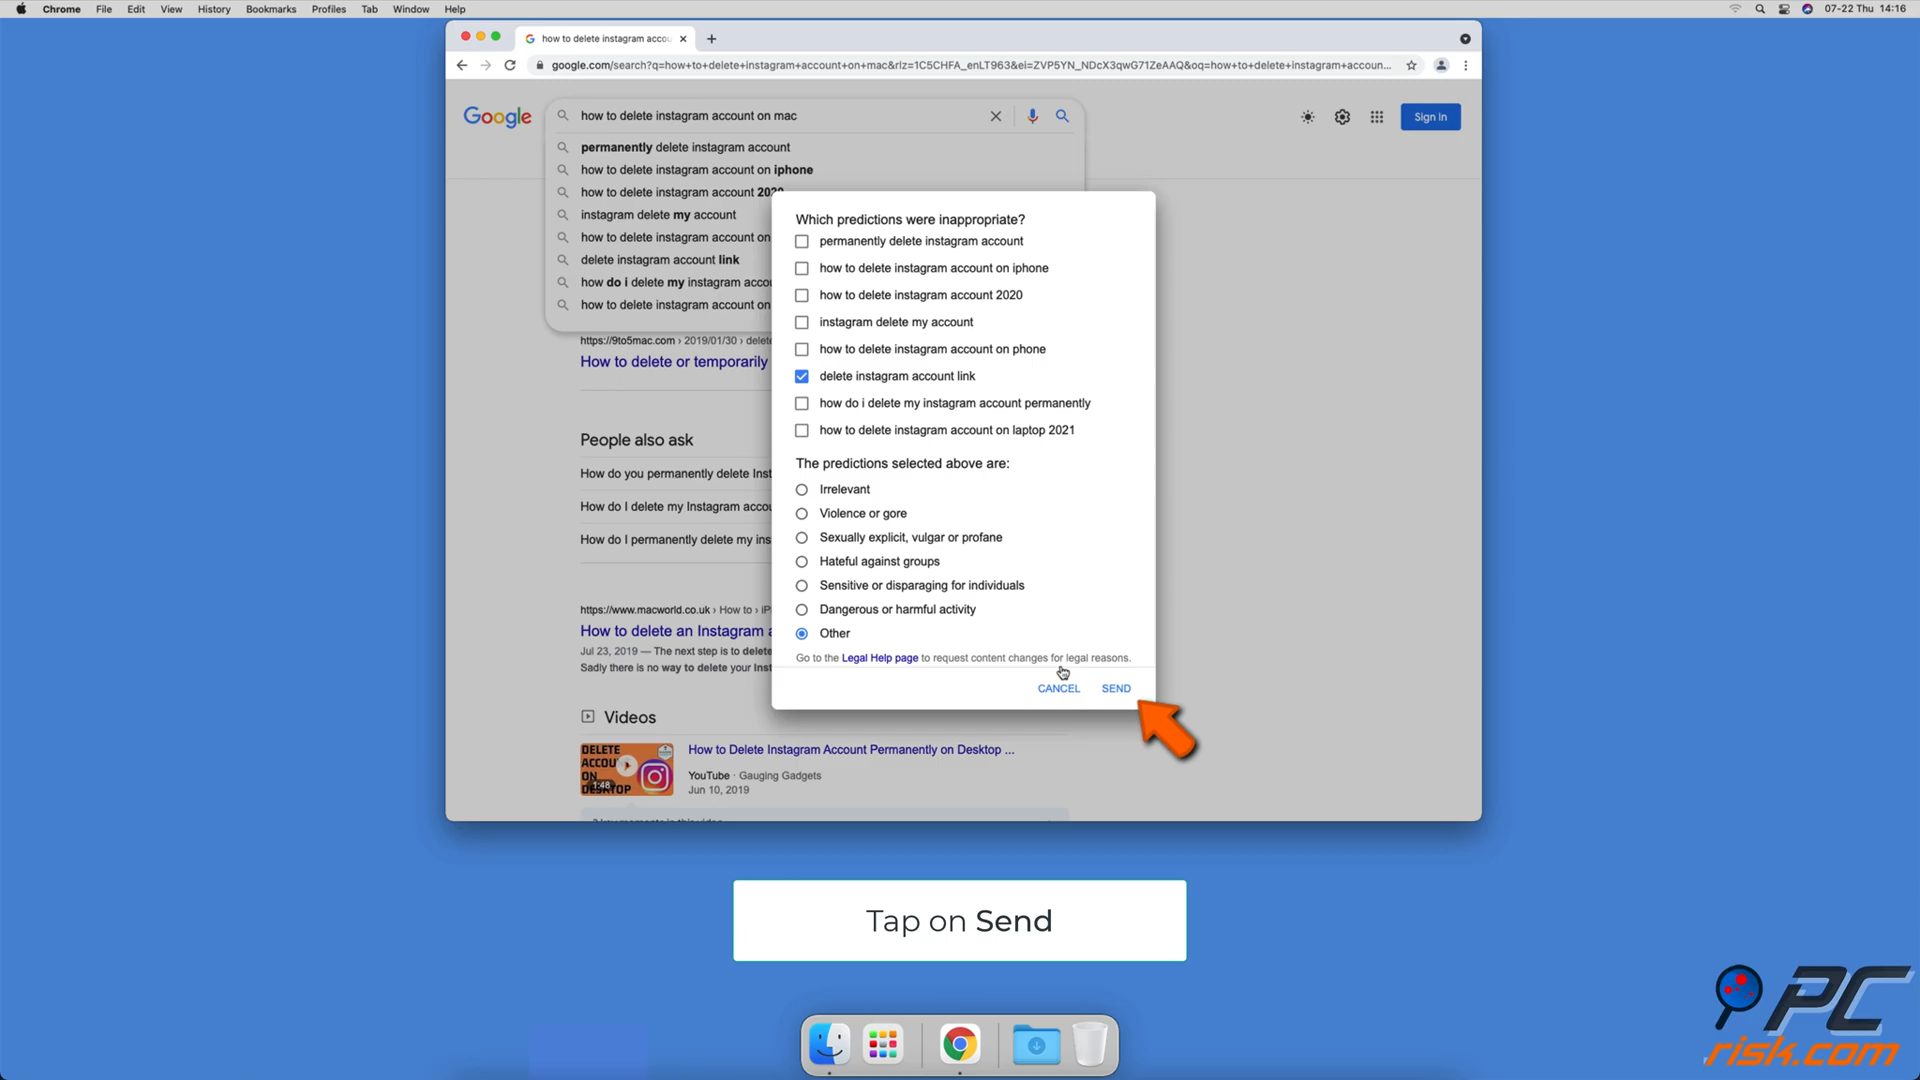 Chrome File Edit View History Bookmarks Profiles Tab Window Help
07-22 Thu 14:16
how to delete instagram accou
google.com/search?q=how+to+delete+instagram+account+on+mac&rlz=1C5CHFA_enLT963&ei=ZVP5YN_NDcX3qwG71ZeAAQ&oq=how+to+delete+instagram+accoun...
Google
how to delete instagram account on mac
Sign in
permanently delete instagram account
how to delete instagram account on iphone
how to delete instagram account 2020
instagram delete my account
how to delete instagram account on
delete instagram account link
how do i delete my instagram accou
how to delete instagram account on
https://9to5mac.com › 2019/01/30 › delete
How to delete or temporarily
People also ask
How do you permanently delete Inst
How do I delete my Instagram accou
How do I permanently delete my ins
https://www.macworld.co.uk › How to › iP
How to delete an Instagram a
Jul 23, 2019 — The next step is to delete
Sadly there is no way to delete your Inst
Videos
DELETE
ACCOU
ON
DESKTOP
1:48
How to Delete Instagram Account Permanently on Desktop ...
YouTube · Gauging Gadgets
Jun 10, 2019
Which predictions were inappropriate?
permanently delete instagram account
how to delete instagram account on iphone
how to delete instagram account 2020
instagram delete my account
how to delete instagram account on phone
delete instagram account link
how do i delete my instagram account permanently
how to delete instagram account on laptop 2021
The predictions selected above are:
Irrelevant
Violence or gore
Sexually explicit, vulgar or profane
Hateful against groups
Sensitive or disparaging for individuals
Dangerous or harmful activity
Other
Go to the Legal Help page to request content changes for legal reasons.
CANCEL SEND
Tap on Send
PC
risk.com